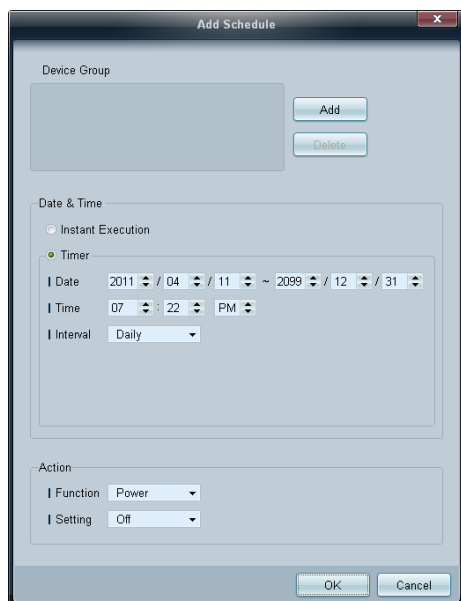 Add Schedule
Device Group
Add
Delete
Date & Time
Instant Execution
Timer
Date 2011 / 04 / 11 ~ 2099 / 12 / 31
Time 07 : 22 PM
Interval Daily
Action
Function Power
Setting Off
OK Cancel